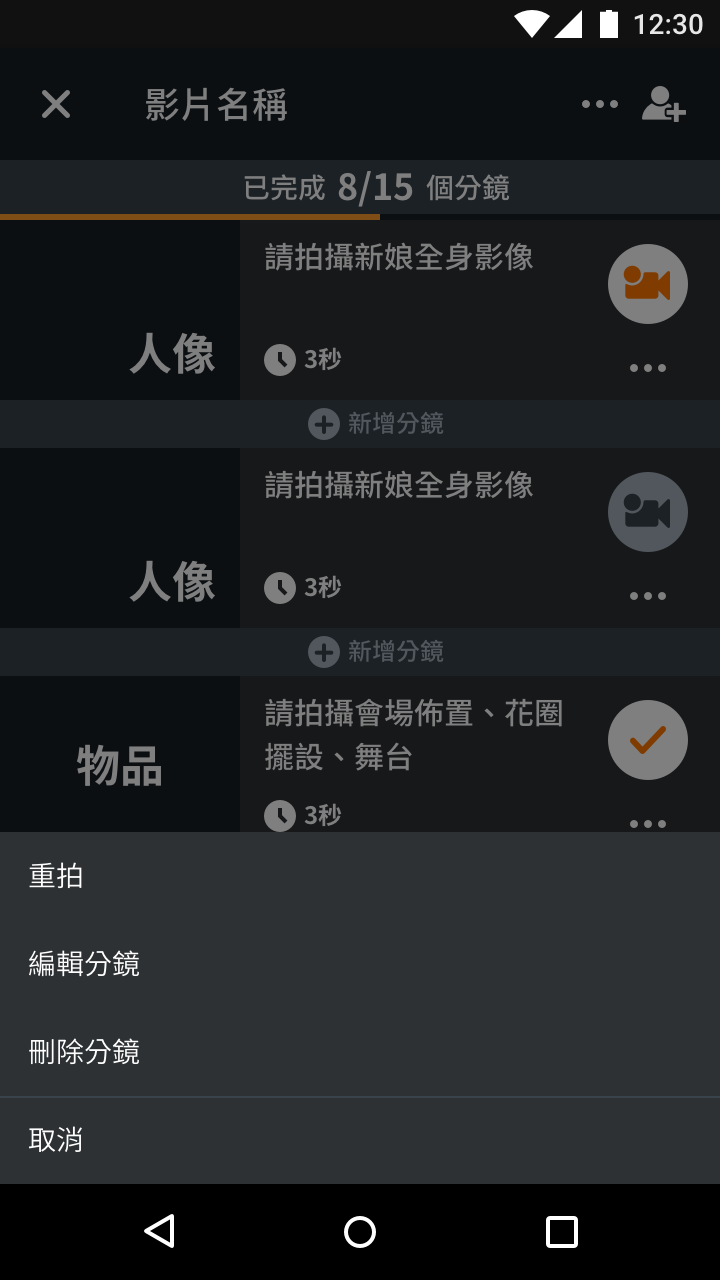 12:30
影片名稱
已完成 8/15 個分鏡
請拍攝新娘全身影像
人像
3秒
新增分鏡
請拍攝新娘全身影像
人像
3秒
新增分鏡
請拍攝會場佈置、花圈
擺設、舞台
物品
3秒
重拍
編輯分鏡
刪除分鏡
取消